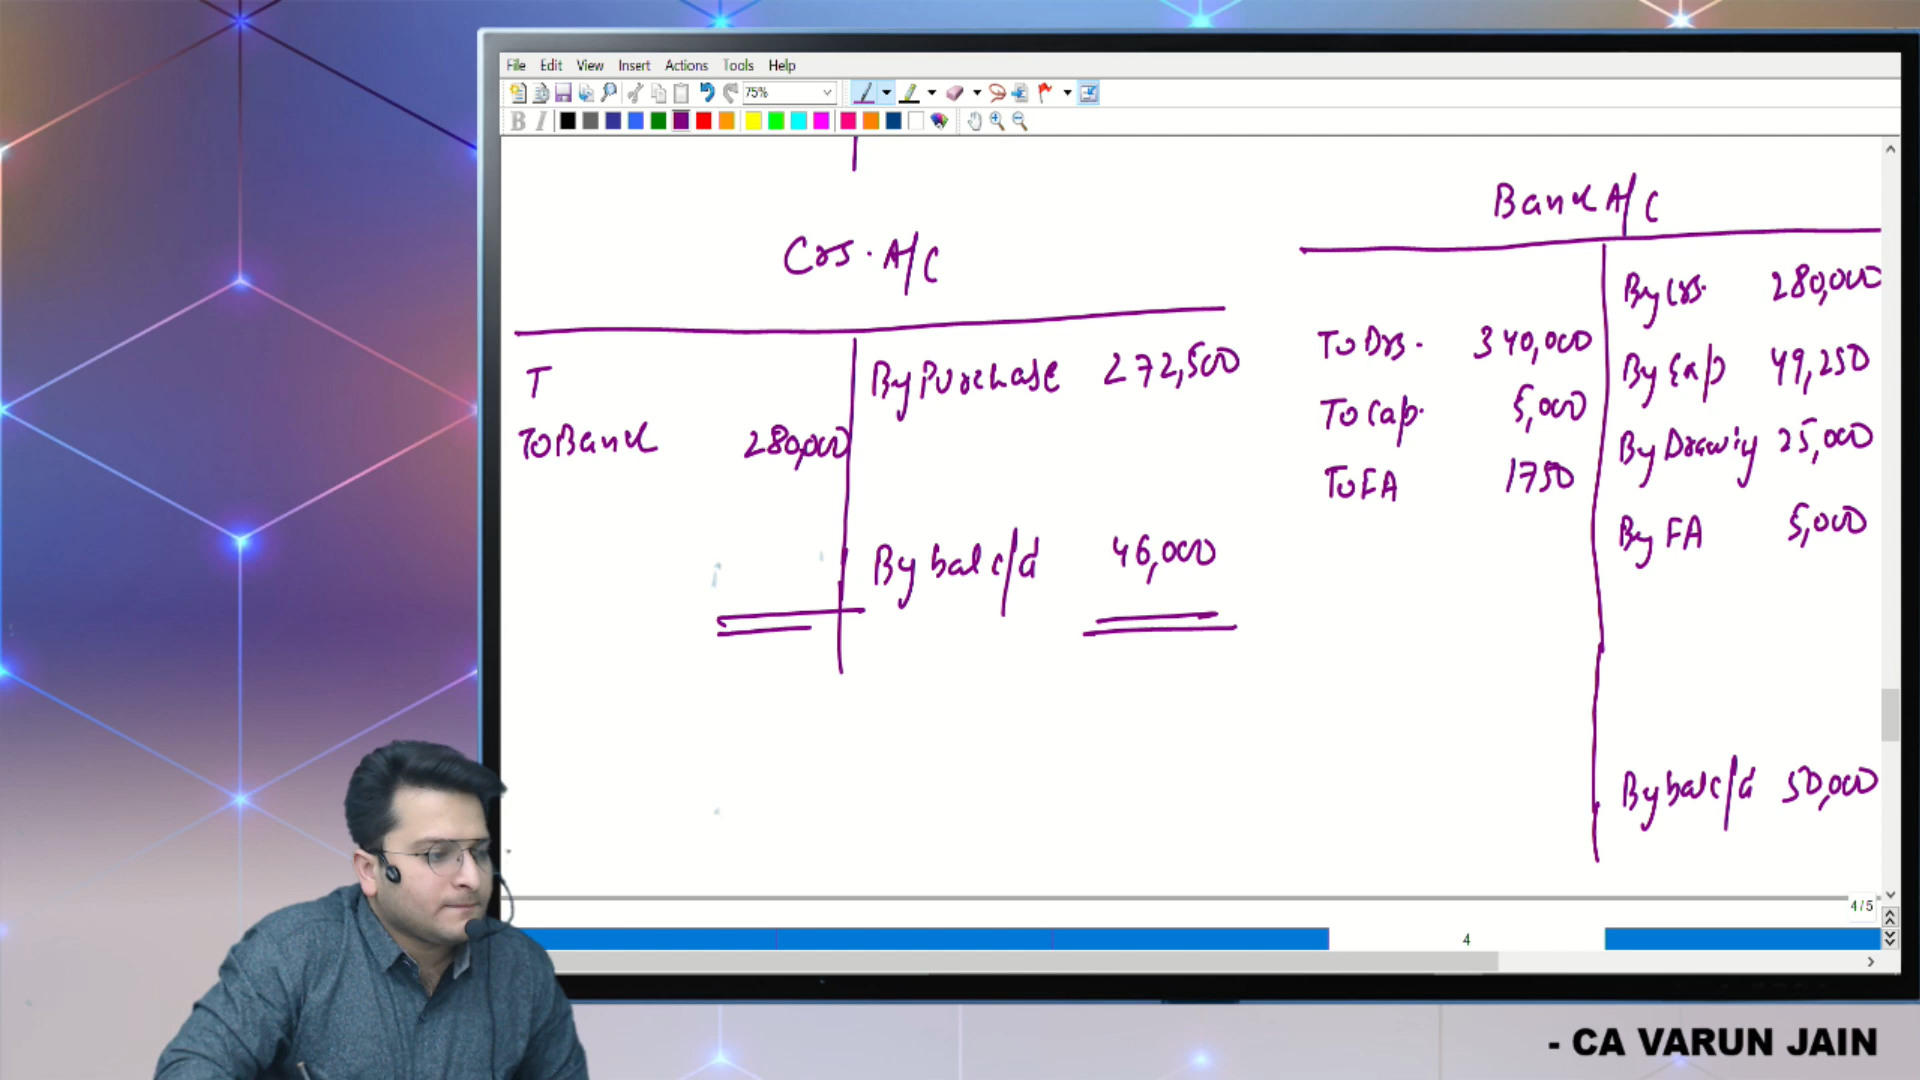 File Edit View Insert Actions Tools Help
75%
B I
Crs. A/C
T
By Purchase 272,500
To Bank 280,000
By bal c/d 46,000
Bank A/C
By Crs. 280,000
To Drs. 340,000
By Exp 49,250
To Cap. 5,000
By Drawing 25,000
To FA 1750
By FA 5,000
By bal c/d 50,000
4/5
4
- CA VARUN JAIN